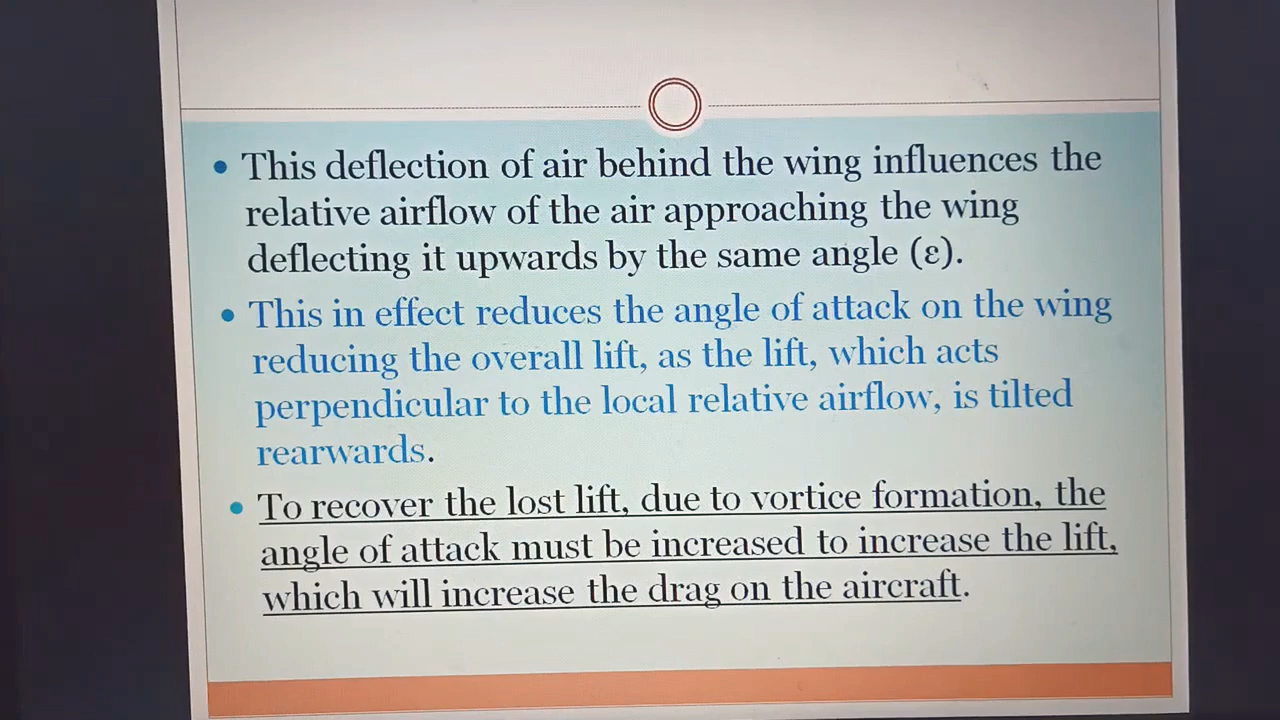 • This deflection of air behind the wing influences the
relative airflow of the air approaching the wing
deflecting it upwards by the same angle (ε).
• This in effect reduces the angle of attack on the wing
reducing the overall lift, as the lift, which acts
perpendicular to the local relative airflow, is tilted
rearwards.
• To recover the lost lift, due to vortice formation, the
angle of attack must be increased to increase the lift,
which will increase the drag on the aircraft.